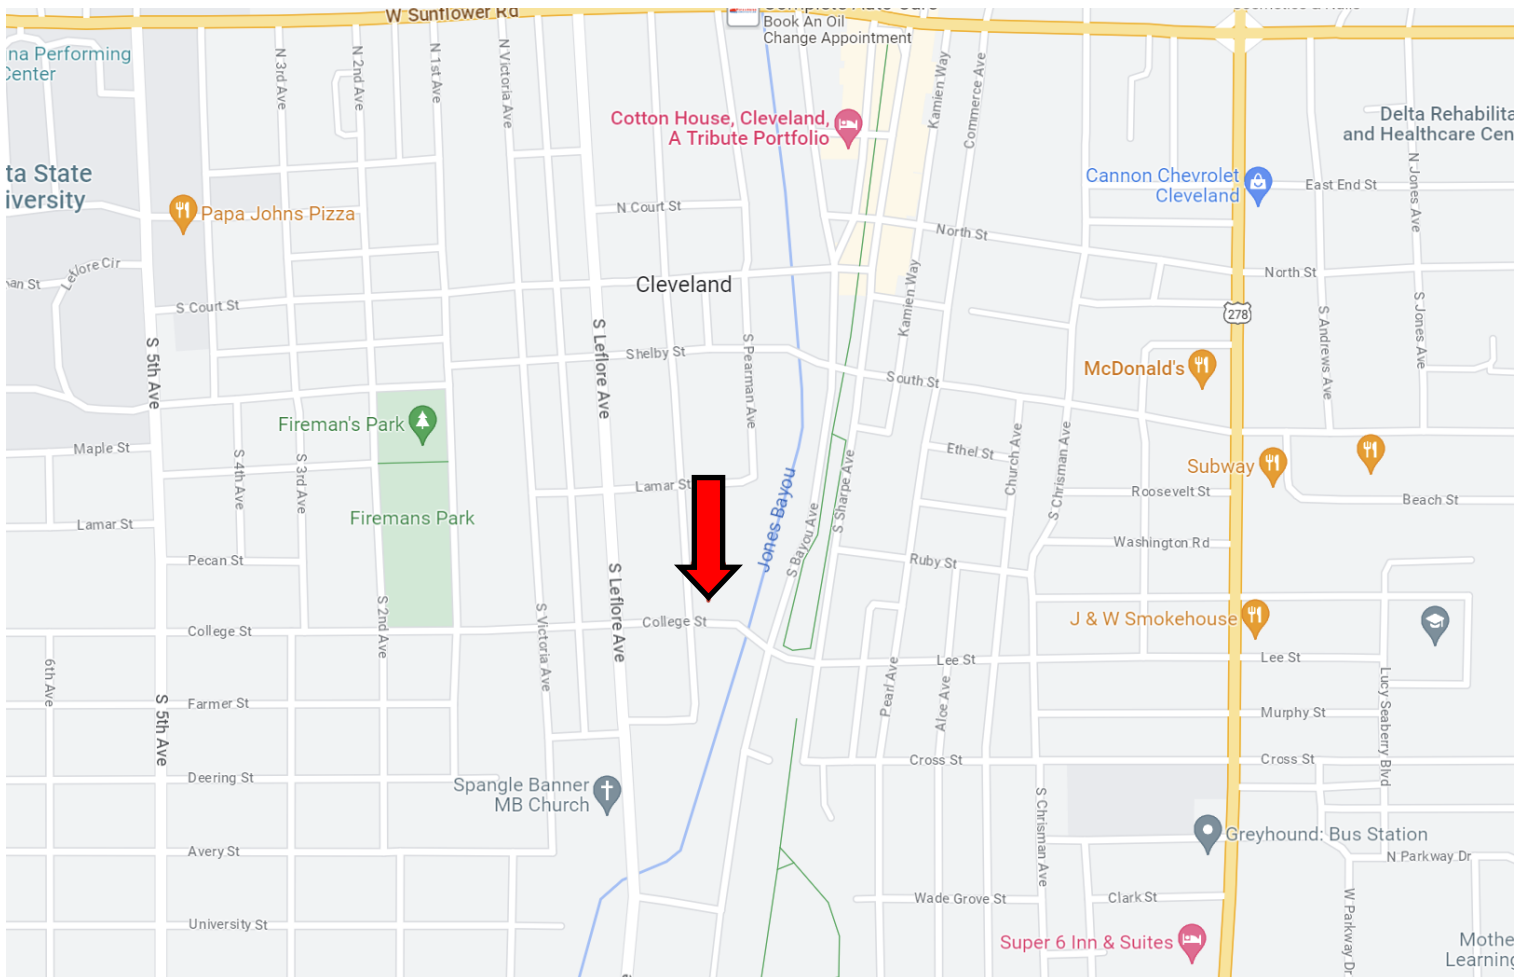 W Sunflower Rd
Book An Oil
Change Appointment
na Performing
Center
N 3rd Ave
N 2nd Ave
N 1st Ave
N Victoria Ave
Kamien Way
Commerce Ave
Cotton House, Cleveland,
A Tribute Portfolio
Delta Rehabilita
and Healthcare Cen
ta State
iversity
Papa Johns Pizza
N Court St
Cannon Chevrolet
Cleveland
East End St
N Jones Ave
North St
Leflore Cir
an St
S Court St
Cleveland
Kamien Way
North St
278
S 5th Ave
S Leflore Ave
Shelby St
S Pearman Ave
South St
McDonald's
S Andrews Ave
S Jones Ave
Fireman's Park
Maple St
S 4th Ave
S 3rd Ave
Lamar St
Jones Bayou
S Bayou Ave
S Sharpe Ave
Ethel St
Church Ave
S Chrisman Ave
Subway
Roosevelt St
Beach St
Firemans Park
Lamar St
Washington Rd
Pecan St
Ruby St
S 2nd Ave
College St
S Victoria Ave
S Leflore Ave
College St
J & W Smokehouse
6th Ave
Lee St
Lee St
Pearl Ave
Aloe Ave
Lucy Seaberry Blvd
S 5th Ave
Farmer St
Murphy St
Deering St
Cross St
Cross St
Spangle Banner
MB Church
S Chrisman Ave
Greyhound: Bus Station
Avery St
N Parkway Dr
University St
Wade Grove St
Clark St
W Parkway Dr
Super 6 Inn & Suites
Mothe
Learning